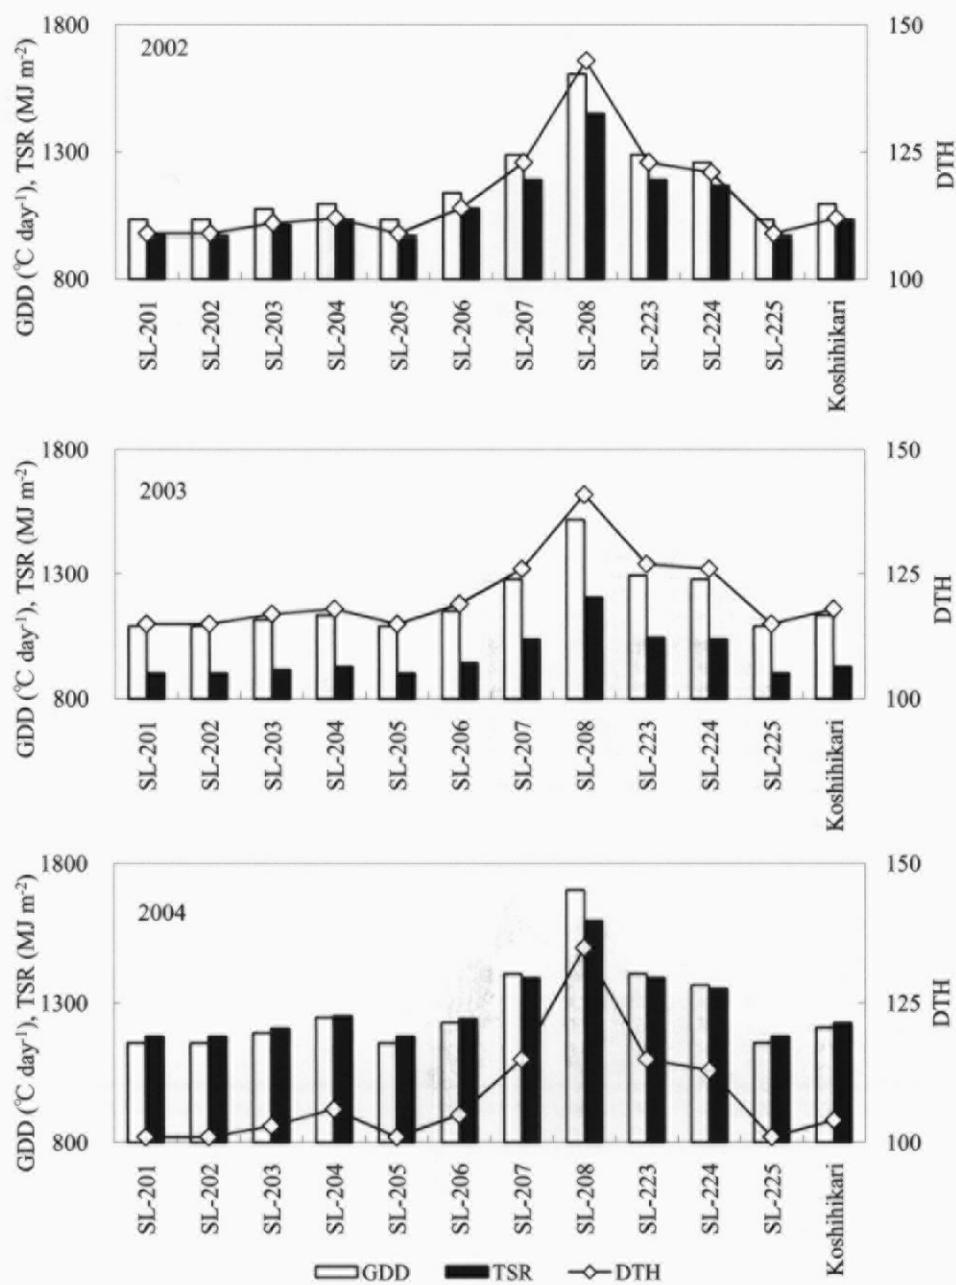 1800
1300
800
GDD (℃ day⁻¹), TSR (MJ m⁻²)
2002
150
125
100
DTH
SL-201
SL-202
SL-203
SL-204
SL-205
SL-206
SL-207
SL-208
SL-223
SL-224
SL-225
Koshihikari
1800
1300
800
GDD (℃ day⁻¹), TSR (MJ m⁻²)
2003
150
125
100
DTH
SL-201
SL-202
SL-203
SL-204
SL-205
SL-206
SL-207
SL-208
SL-223
SL-224
SL-225
Koshihikari
1800
1300
800
GDD (℃ day⁻¹), TSR (MJ m⁻²)
2004
150
125
100
DTH
SL-201
SL-202
SL-203
SL-204
SL-205
SL-206
SL-207
SL-208
SL-223
SL-224
SL-225
Koshihikari
GDD TSR DTH